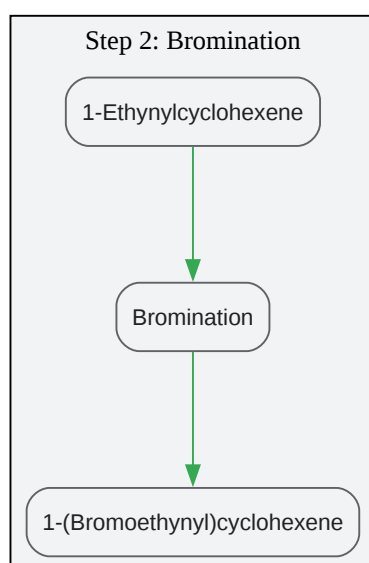 Step 2: Bromination
1-Ethynylcyclohexene
Bromination
1-(Bromoethynyl)cyclohexene